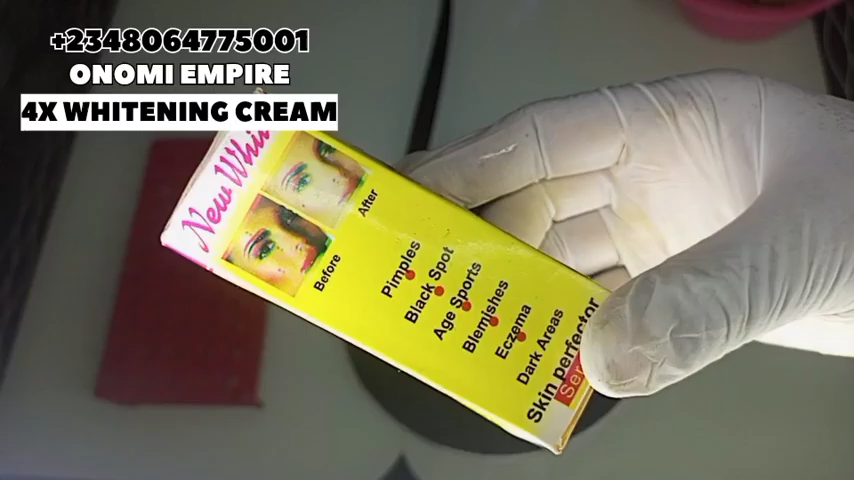 +2348064775001
ONOMI EMPIRE
4X WHITENING CREAM
New
Before
After
Pimples
Black Spot
Age Sports
Blemishes
Eczema
Dark Areas
Skin perfector